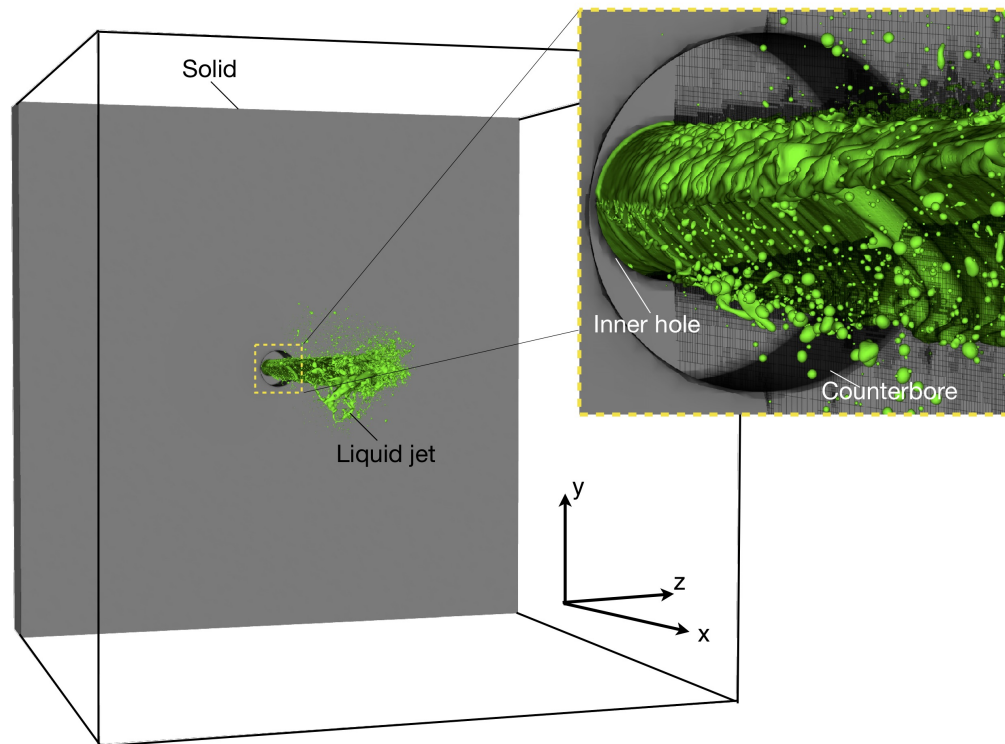 Solid
Inner hole
Counterbore
Liquid jet
y
z
x